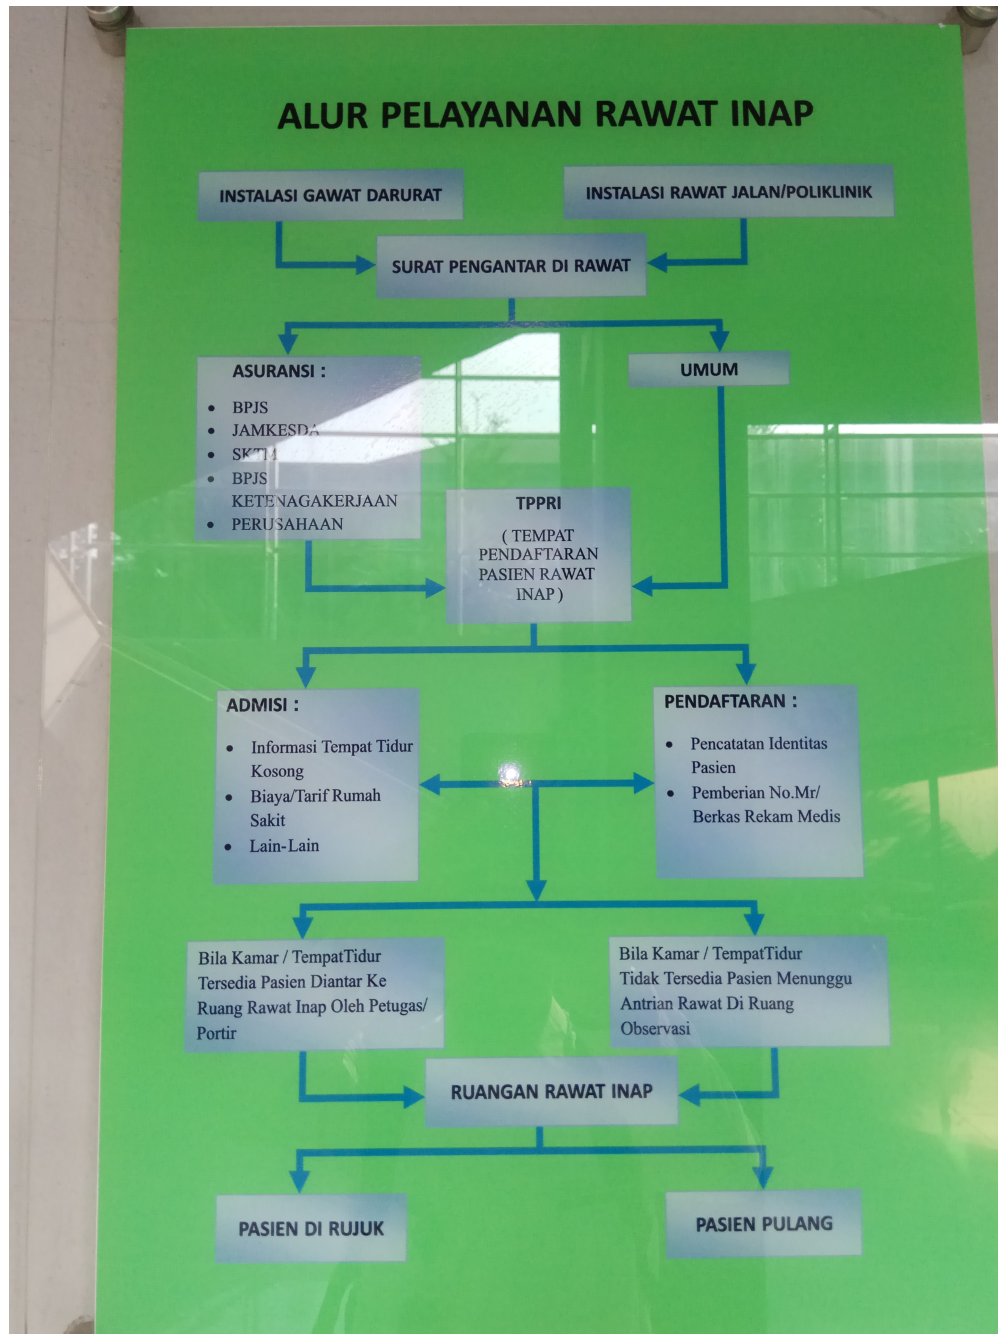 ALUR PELAYANAN RAWAT INAP
INSTALASI GAWAT DARURAT
INSTALASI RAWAT JALAN/POLIKLINIK
SURAT PENGANTAR DI RAWAT
ASURANSI :
• BPJS
• JAMKESDA
• SKTM
• BPJS
KETENAGAKERJAAN
• PERUSAHAAN
UMUM
TPPRI
( TEMPAT
PENDAFTARAN
PASIEN RAWAT
INAP )
ADMISI :
• Informasi Tempat Tidur
Kosong
• Biaya/Tarif Rumah
Sakit
• Lain-Lain
PENDAFTARAN :
• Pencatatan Identitas
Pasien
• Pemberian No.Mr/
Berkas Rekam Medis
Bila Kamar / TempatTidur
Tersedia Pasien Diantar Ke
Ruang Rawat Inap Oleh Petugas/
Portir
Bila Kamar / TempatTidur
Tidak Tersedia Pasien Menunggu
Antrian Rawat Di Ruang
Observasi
RUANGAN RAWAT INAP
PASIEN DI RUJUK
PASIEN PULANG